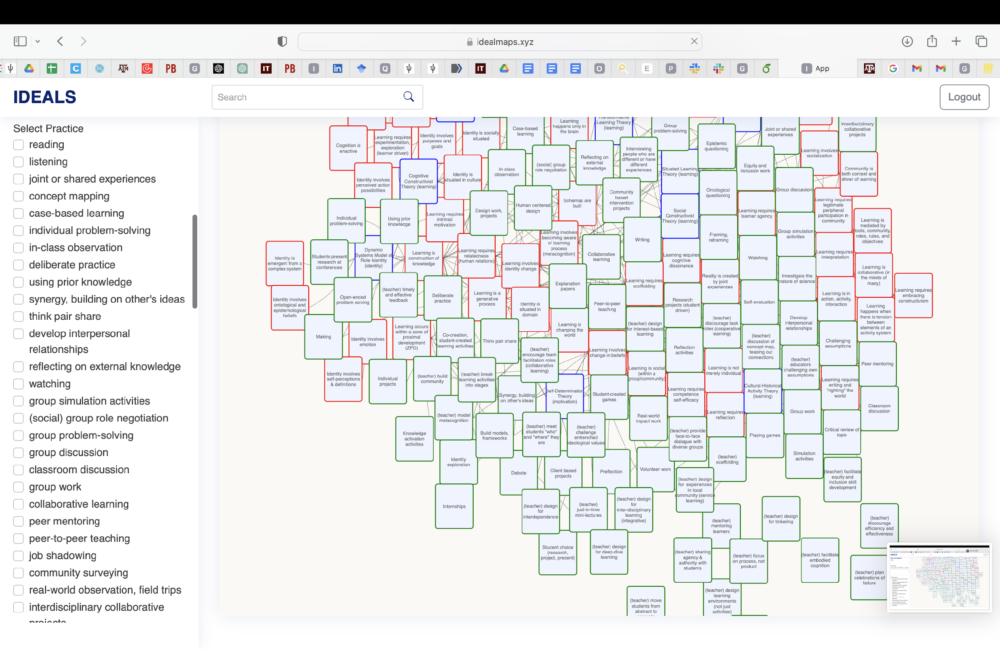 idealmaps.xyz
App
IDEALS
Search
Logout
Select Practice
reading
listening
joint or shared experiences
concept mapping
case-based learning
individual problem-solving
in-class observation
deliberate practice
using prior knowledge
synergy, building on other's ideas
think pair share
develop interpersonal
relationships
reflecting on external knowledge
watching
group simulation activities
(social) group role negotiation
group problem-solving
group discussion
classroom discussion
group work
collaborative learning
peer mentoring
peer-to-peer teaching
job shadowing
community surveying
real-world observation, field trips
interdisciplinary collaborative
projects
Cognition is
enactive
Learning requires
experimentation,
exploration
(learner driven)
Identity involves
purposes and
goals
Identity is socially
situated
Case-based
learning
Learning
happens only in
the brain
Transformative
Learning Theory
(learning)
Group
problem-solving
Epistemic
questioning
Joint or shared
experiences
Interdisciplinary
collaborative
projects
Learning involves
socialization
Identity involves
perceived action
possibilities
Cognitive
Constructivist
Theory (learning)
Identity is
situated in culture
In-class
observation
(social) group
role negotiation
Reflecting on
external
knowledge
Interviewing
people who are
different or have
different
experiences
Situated Learning
Theory (learning)
Equity and
inclusion work
Community is
both context and
driver of learning
Individual
problem-solving
Using prior
knowledge
Learning requires
intrinsic
motivation
Design work,
projects
Human centered
design
Schemas are
built
Community
based
intervention
projects
Social
Constructivist
Theory (learning)
Ontological
questioning
Learning requires
learner agency
Group discussion
Learning requires
legitimate
peripheral
participation in
community
Learning is
mediated by
tools, community,
roles, rules, and
objectives
Identity is
emergent from a
complex system
Students present
research at
conferences
Dynamic
Systems Model of
Role Identity
(identity)
Learning is
construction of
knowledge
Learning requires
relatedness
(human relations)
Learning involves
identity change
Learning involves
becoming aware
of learning
process
(metacognition)
Collaborative
learning
Writing
Learning requires
cognitive
dissonance
Framing,
reframing
Watching
Group simulation
activities
Learning requires
interpretation
Learning is
collaborative (in
the minds of
many)
Identity involves
ontological and
epistemological
beliefs
Open-enced
problem solving
(teacher) timely
and effective
feedback
Deliberate
practice
Learning is a
generative
process
Identity is
situated in
domain
Explanation
papers
Peer-to-peer
teaching
Learning requires
scaffolding
Research
projects (student
driven)
Reality is created
by joint
experiences
Self-evaluation
Investigate the
nature of science
Learning is in
action, activity,
interaction
Learning requires
embracing
constructivism
Making
Identity involves
emotion
Learning occurs
within a zone of
proximal
development
(ZPD)
Co-creation,
student-created
learning activities
Think pair share
(teacher)
encourage team
facilitation roles
(collaborative
learning)
Learning is
changing the
world
Learning involves
change in beliefs
(teacher) design
for interest-based
learning
Reflection
activities
(teacher)
discourage task
roles (cooperative
learning)
(teacher)
discussion of
concept map,
teasing out
connections
Develop
interpersonal
relationships
Challenging
assumptions
Learning
happens when
there is tension
between
elements of an
activity system
Identity involves
self-perceptions
& definitions
Individual
projects
(teacher) build
community
(teacher) break
learning activities
into stages
Synergy, building
on other's ideas
Self-Determination
Theory
(motivation)
Student-created
games
Learning is social
(within a
group/community)
Learning requires
competence
self-efficacy
Learning is not
merely individual
Cultural-Historical
Activity Theory
(learning)
(teacher)
educators
challenging own
assumptions
Learning requires
writing and
"righting" the
world
Peer mentoring
Knowledge
activation
activities
(teacher) model
metacognition
Build models,
frameworks
(teacher) meet
students "who"
and "where" they
are
(teacher)
challenge
entrenched
ideological values
Real-world
impact work
(teacher) provide
face-to-face
dialogue with
diverse groups
Learning requires
reflection
Playing games
Group work
Critical review of
topic
Classroom
discussion
Identity
exploration
Debate
Client based
projects
Preflection
Volunteer work
(teacher) design
for experiences
in local
community (service
learning)
(teacher)
scaffolding
Simulation
activities
(teacher) facilitate
equity and
inclusion skill
development
Internships
(teacher) design
for
interdependence
(teacher)
just-in-time
mini-lectures
(teacher) design
for
inter-disciplinary
learning
(integrative)
(teacher)
mentoring
learners
(teacher) design
for tinkering
(teacher)
discourage
efficiency and
effectiveness
Student choice
(research,
project, present)
(teacher) design
for deep-dive
learning
(teacher) sharing
agency &
authority with
students
(teacher) focus
on process, not
product
(teacher) facilitate
embodied
cognition
(teacher) plan
celebrations of
failure
(teacher) move
students from
abstract to
(teacher) design
learning
environments
(not just
activities)